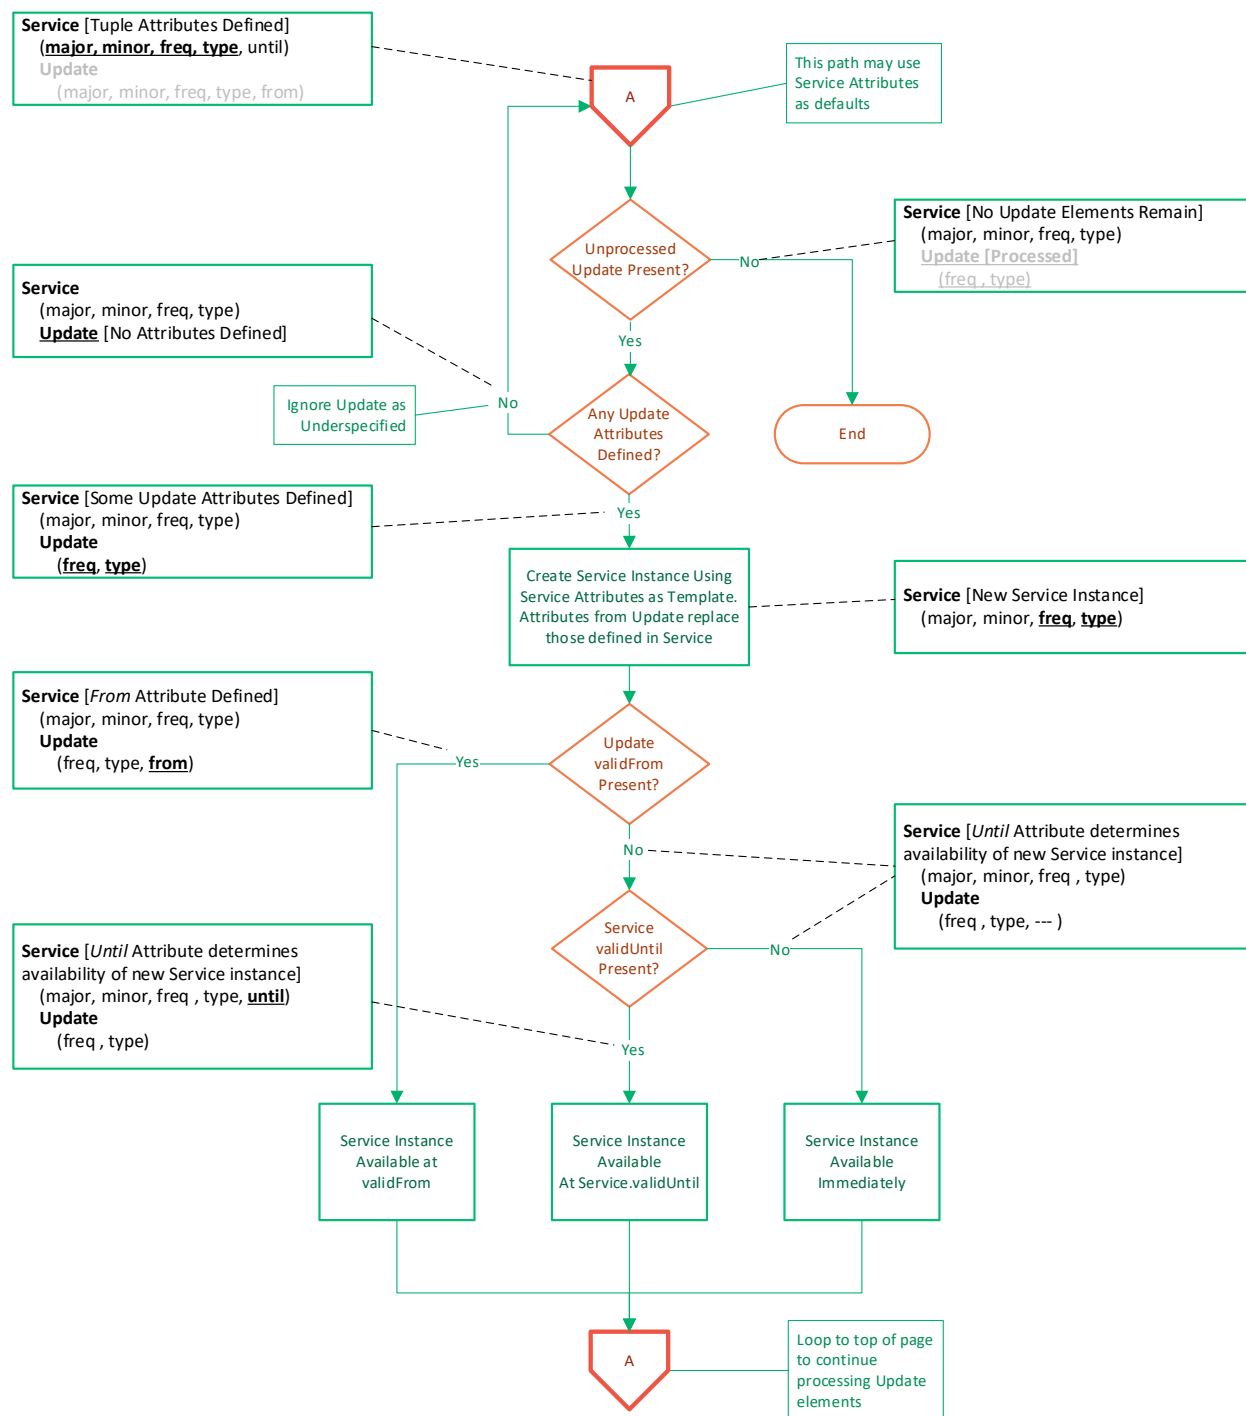 Service [Tuple Attributes Defined]
(major, minor, freq, type, until)
Update
(major, minor, freq, type, from)
A
This path may use
Service Attributes
as defaults
Unprocessed
Update Present?
No
Service [No Update Elements Remain]
(major, minor, freq, type)
Update [Processed]
(freq , type)
Service
(major, minor, freq, type)
Update [No Attributes Defined]
Yes
Ignore Update as
Underspecified
No
Any Update
Attributes
Defined?
End
Service [Some Update Attributes Defined]
(major, minor, freq, type)
Update
(freq, type)
Yes
Create Service Instance Using
Service Attributes as Template.
Attributes from Update replace
those defined in Service
Service [New Service Instance]
(major, minor, freq, type)
Service [From Attribute Defined]
(major, minor, freq, type)
Update
(freq, type, from)
Yes
Update
validFrom
Present?
No
Service [Until Attribute determines
availability of new Service instance]
(major, minor, freq , type)
Update
(freq , type, --- )
Service
validUntil
Present?
No
Service [Until Attribute determines
availability of new Service instance]
(major, minor, freq , type, until)
Update
(freq , type)
Yes
Service Instance
Available at
validFrom
Service Instance
Available
At Service.validUntil
Service Instance
Available
Immediately
A
Loop to top of page
to continue
processing Update
elements